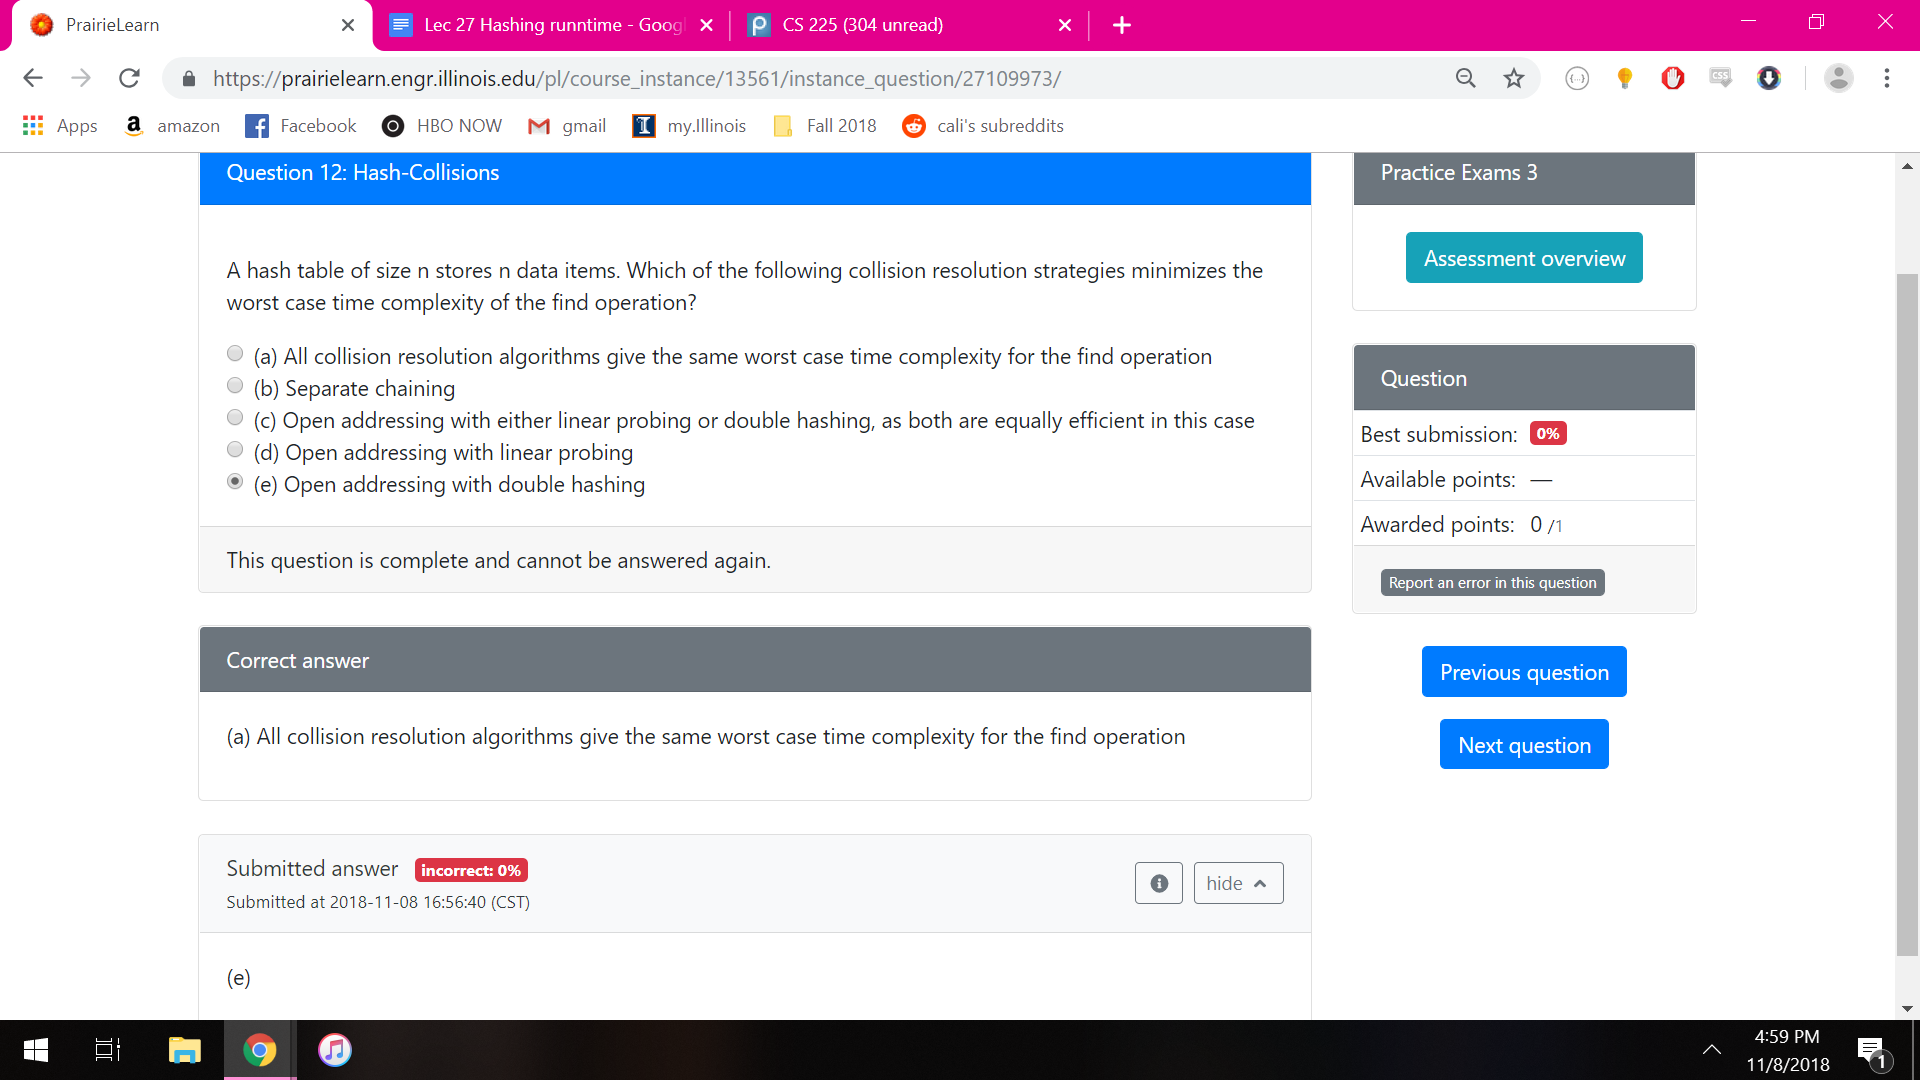 PrairieLearn
Lec 27 Hashing runntime - Goog
CS 225 (304 unread)
https://prairielearn.engr.illinois.edu/pl/course_instance/13561/instance_question/27109973/
Apps
amazon
Facebook
HBO NOW
gmail
my.Illinois
Fall 2018
cali's subreddits
Question 12: Hash-Collisions
A hash table of size n stores n data items. Which of the following collision resolution strategies minimizes the
worst case time complexity of the find operation?
(a) All collision resolution algorithms give the same worst case time complexity for the find operation
(b) Separate chaining
(c) Open addressing with either linear probing or double hashing, as both are equally efficient in this case
(d) Open addressing with linear probing
(e) Open addressing with double hashing
This question is complete and cannot be answered again.
Correct answer
(a) All collision resolution algorithms give the same worst case time complexity for the find operation
Submitted answer incorrect: 0%
Submitted at 2018-11-08 16:56:40 (CST)
hide
(e)
Practice Exams 3
Assessment overview
Question
Best submission: 0%
Available points: —
Awarded points: 0 /1
Report an error in this question
Previous question
Next question
4:59 PM
11/8/2018
1